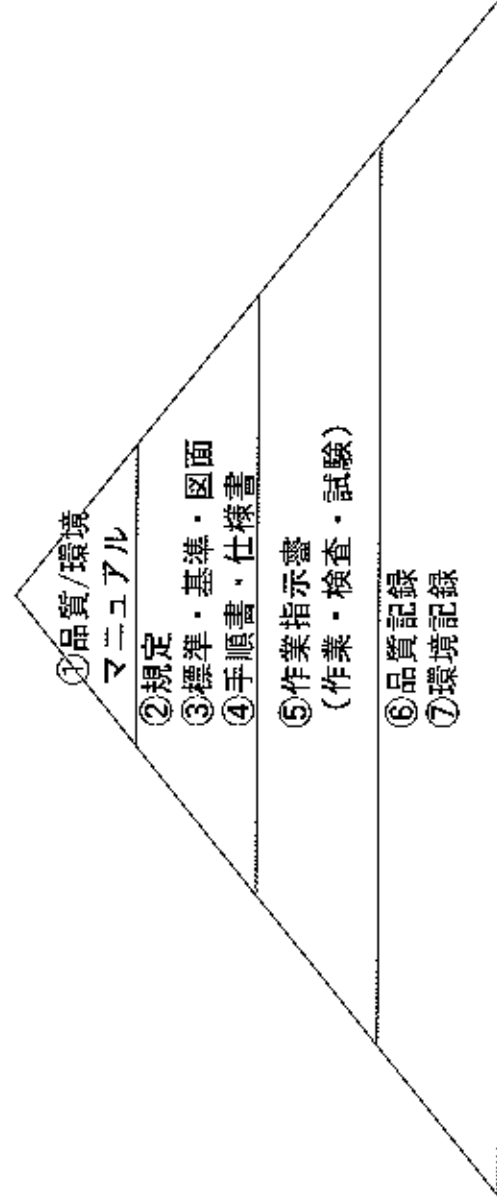 ①品質/環境
マニュアル
②規定
③標準・基準・図面
④手順書・仕様書
⑤作業指示書
(作業・検査・試験)
⑥品質記録
⑦環境記録